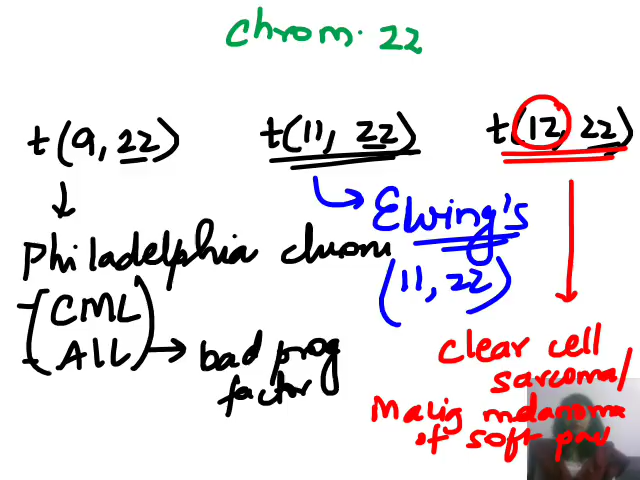 chrom. 22
t(9, 22)
t(11, 22)
t(12, 22)
Philadelphia chrom
CML
ALL
bad prog
factor
Ewing's
(11, 22)
clear cell
sarcoma/
Malig melanoma
of soft part